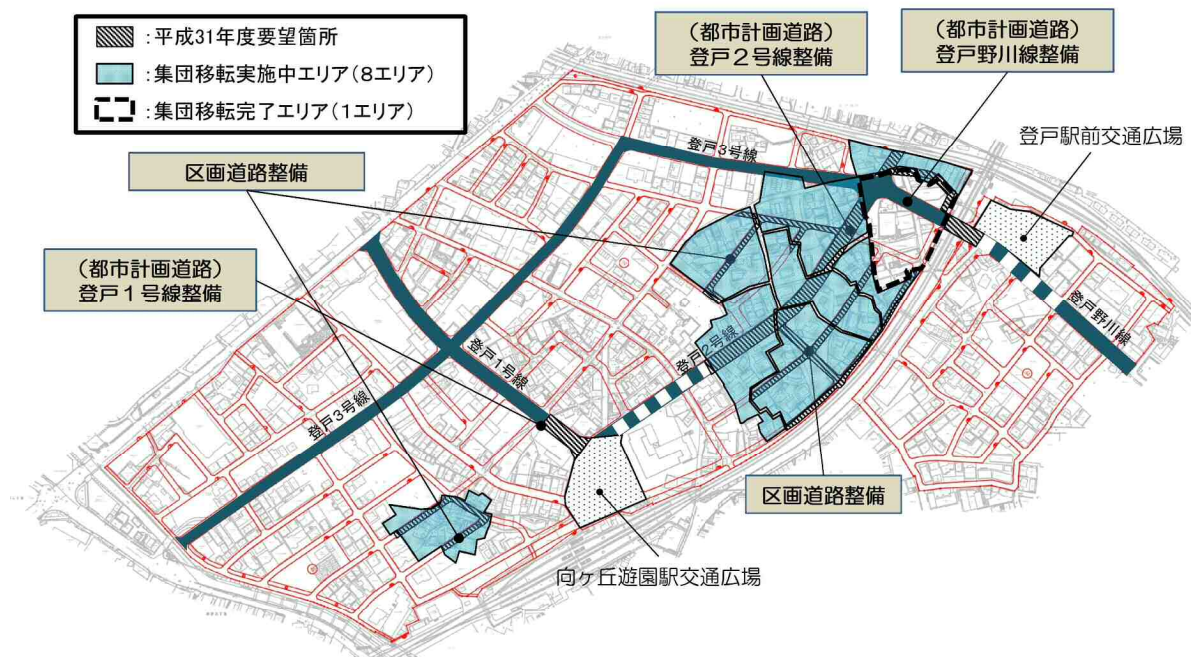 ：平成31年度要望箇所
：集団移転実施中エリア（8エリア）
：集団移転完了エリア（1エリア）
（都市計画道路）
登戸２号線整備
（都市計画道路）
登戸野川線整備
登戸駅前交通広場
区画道路整備
（都市計画道路）
登戸１号線整備
登戸3号線
登戸2号線
登戸野川線
登戸1号線
登戸3号線
区画道路整備
向ヶ丘遊園駅交通広場